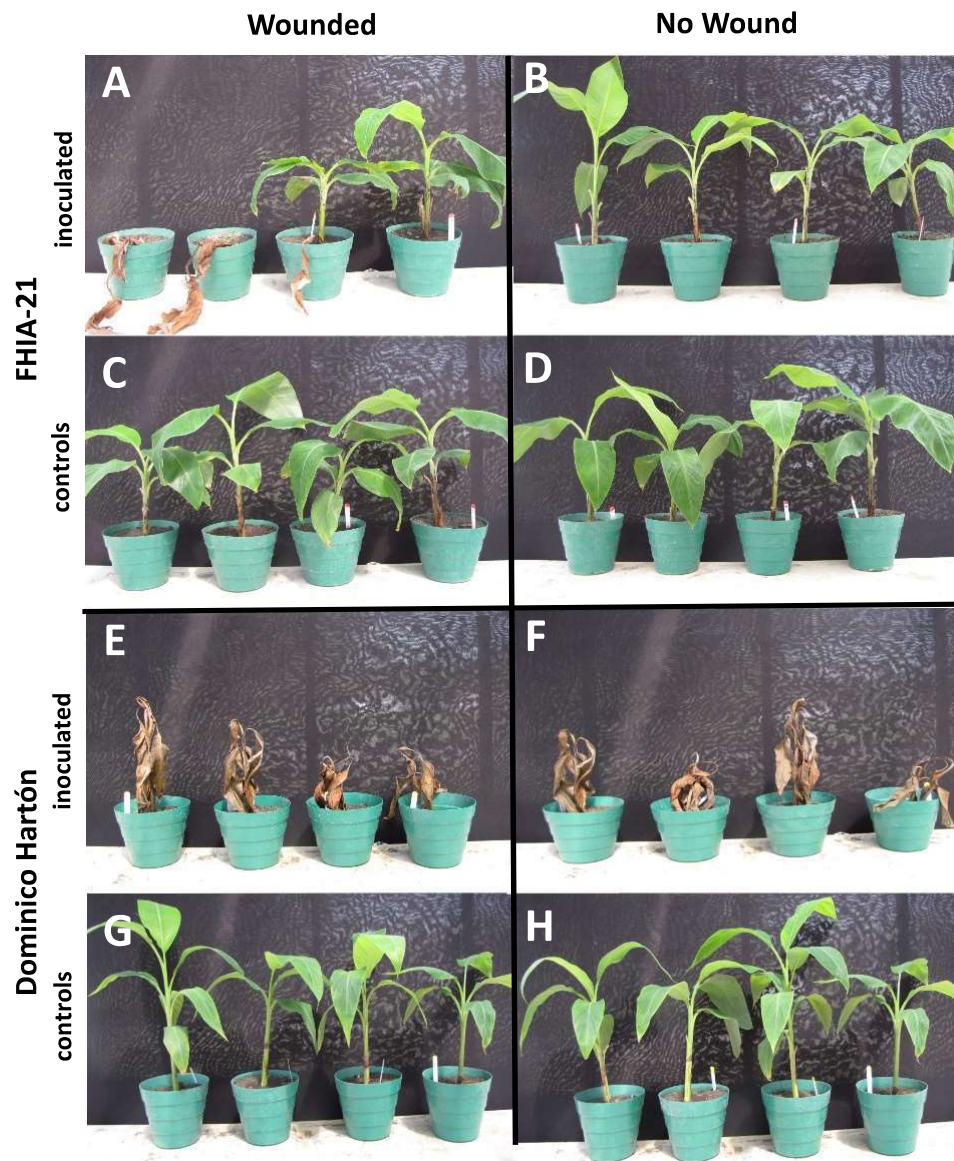 Wounded
No Wound
FHIA-21
inoculated
A
B
controls
C
D
Dominico Hartón
inoculated
E
F
controls
G
H